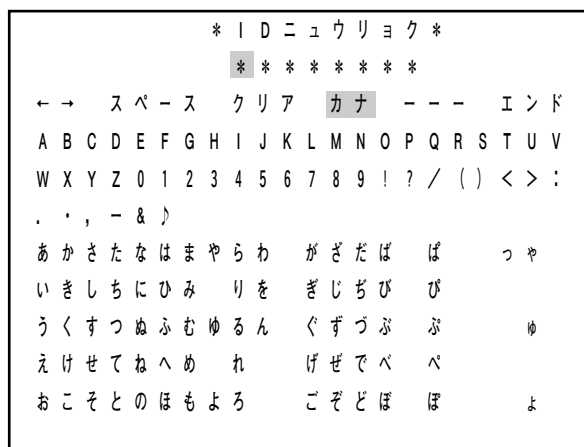 * I D ニ ュ ウ リ ョ ク *
* * * * * * * *
← → ス ペ ー ス ク リ ア カ ナ ー ー ー エ ン ド
A B C D E F G H I J K L M N O P Q R S T U V
W X Y Z 0 1 2 3 4 5 6 7 8 9 ! ? / ( ) < > :
. ・ , － & ♪
あ か さ た な は ま や ら わ が ざ だ ば ぱ っ ゃ
い き し ち に ひ み り を ぎ じ ぢ び ぴ
う く す つ ぬ ふ む ゆ る ん ぐ ず づ ぶ ぷ ゅ
え け せ て ね へ め れ げ ぜ で べ ぺ
お こ そ と の ほ も よ ろ ご ぞ ど ぼ ぽ ょ